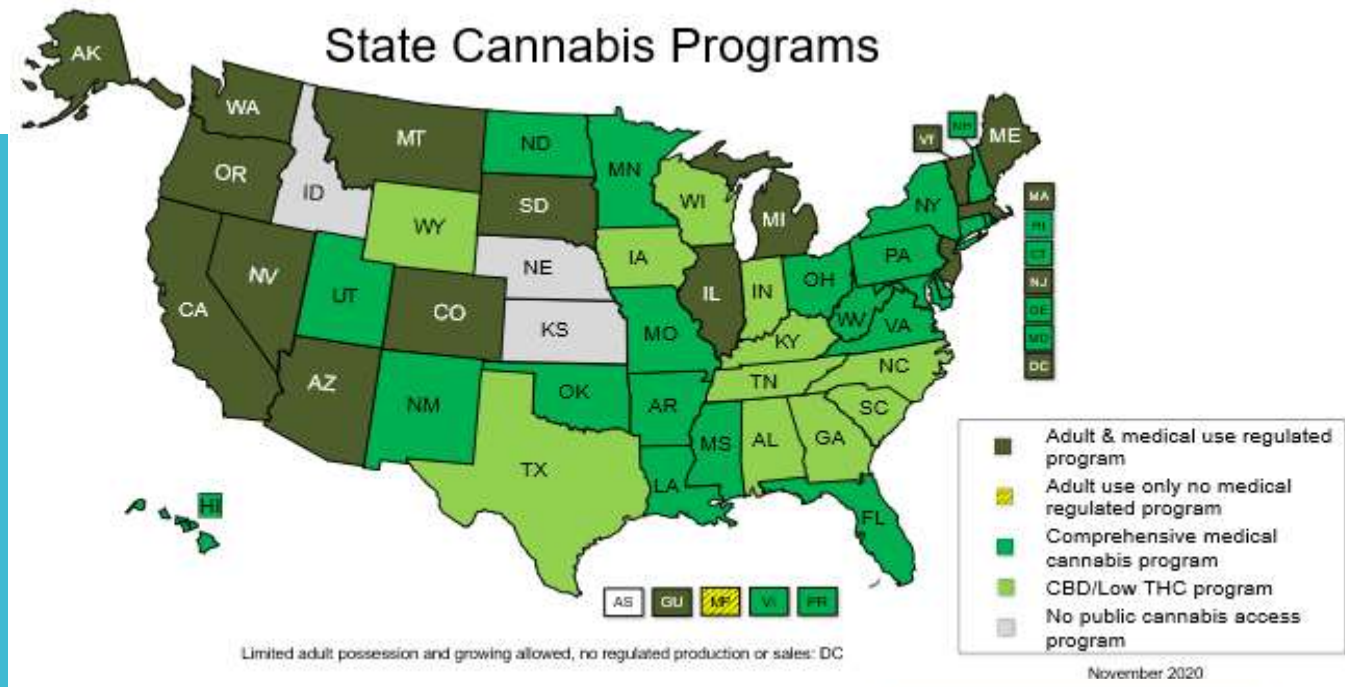 State Cannabis Programs
AK
WA
MT
ND
MN
VT
NH
ME
OR
ID
SD
WI
MI
NY
MA
RI
CT
NJ
DE
MD
DC
WY
IA
PA
NE
NV
UT
CO
IL
IN
OH
CA
KS
MO
WV
VA
KY
NC
TN
AZ
NM
OK
AR
SC
MS
AL
GA
TX
LA
FL
HI
AS
GU
MP
VI
PR
Adult & medical use regulated
program
Adult use only no medical
regulated program
Comprehensive medical
cannabis program
CBD/Low THC program
No public cannabis access
program
Limited adult possession and growing allowed, no regulated production or sales: DC
November 2020